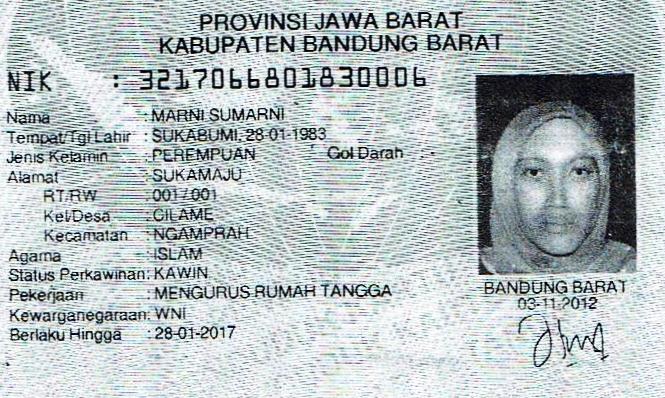 PROVINSI JAWA BARAT
KABUPATEN BANDUNG BARAT
NIK : 3217066801830006
Nama : MARNI SUMARNI
Tempat/Tgl Lahir : SUKABUMI, 28-01-1983
Jenis Kelamin : PEREMPUAN Gol Darah : -
Alamat : SUKAMAJU
RT/RW : 001 / 001
Kel/Desa : CILAME
Kecamatan : NGAMPRAH
Agama : ISLAM
Status Perkawinan: KAWIN
Pekerjaan : MENGURUS RUMAH TANGGA
Kewarganegaraan: WNI
Berlaku Hingga : 28-01-2017
BANDUNG BARAT
03-11-2012